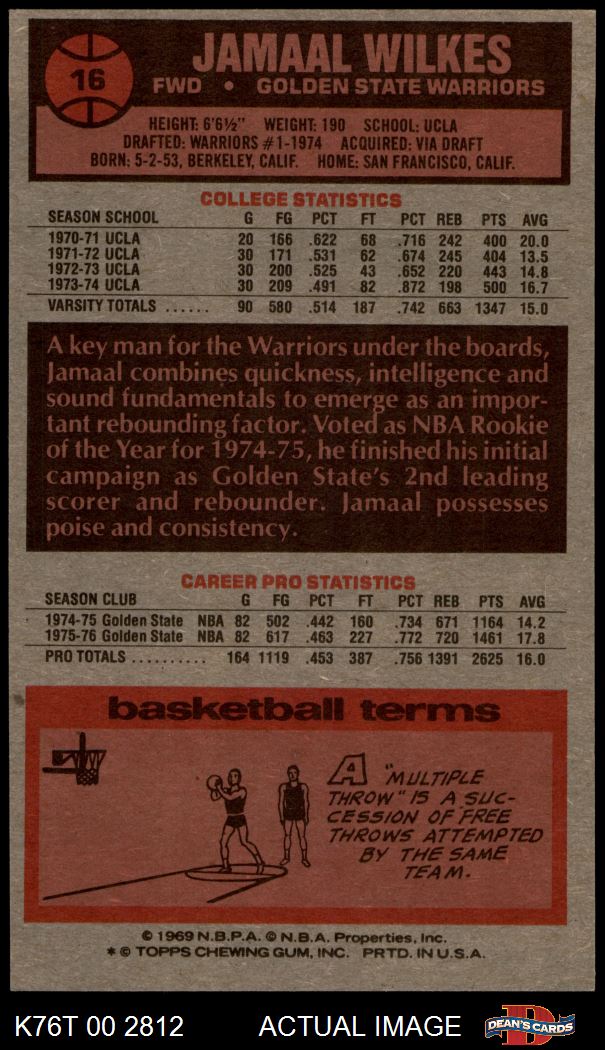 16
JAMAAL WILKES
FWD • GOLDEN STATE WARRIORS
HEIGHT: 6'6½" WEIGHT: 190 SCHOOL: UCLA
DRAFTED: WARRIORS #1-1974 ACQUIRED: VIA DRAFT
BORN: 5-2-53, BERKELEY, CALIF. HOME: SAN FRANCISCO, CALIF.
COLLEGE STATISTICS
SEASON SCHOOL G FG PCT FT PCT REB PTS AVG
1970-71 UCLA 20 166 .622 68 .716 242 400 20.0
1971-72 UCLA 30 171 .531 62 .674 245 404 13.5
1972-73 UCLA 30 200 .525 43 .652 220 443 14.8
1973-74 UCLA 30 209 .491 82 .872 198 500 16.7
VARSITY TOTALS ...... 90 580 .514 187 .742 663 1347 15.0
A key man for the Warriors under the boards,
Jamaal combines quickness, intelligence and
sound fundamentals to emerge as an impor-
tant rebounding factor. Voted as NBA Rookie
of the Year for 1974-75, he finished his initial
campaign as Golden State's 2nd leading
scorer and rebounder. Jamaal possesses
poise and consistency.
CAREER PRO STATISTICS
SEASON CLUB G FG PCT FT PCT REB PTS AVG
1974-75 Golden State NBA 82 502 .442 160 .734 671 1164 14.2
1975-76 Golden State NBA 82 617 .463 227 .772 720 1461 17.8
PRO TOTALS .......... 164 1119 .453 387 .756 1391 2625 16.0
basketball terms
A "MULTIPLE
THROW" IS A SUC-
CESSION OF FREE
THROWS ATTEMPTED
BY THE SAME
TEAM.
© 1969 N.B.P.A. © N.B.A. Properties, Inc.
* © TOPPS CHEWING GUM, INC. PRTD. IN U.S.A.
K76T 00 2812 ACTUAL IMAGE
D DEAN'S CARDS